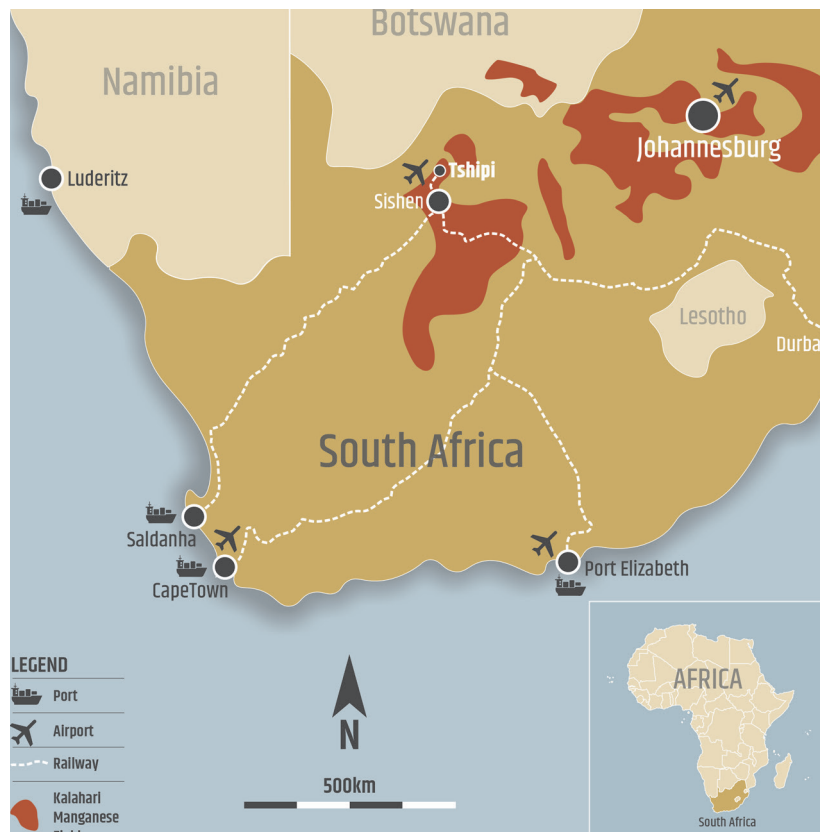 Botswana
Namibia
Johannesburg
Tshipi
Luderitz
Sishen
Lesotho
Durba
South Africa
Saldanha
CapeTown
Port Elizabeth
LEGEND
Port
Airport
Railway
Kalahari
Manganese
N
500km
AFRICA
South Africa